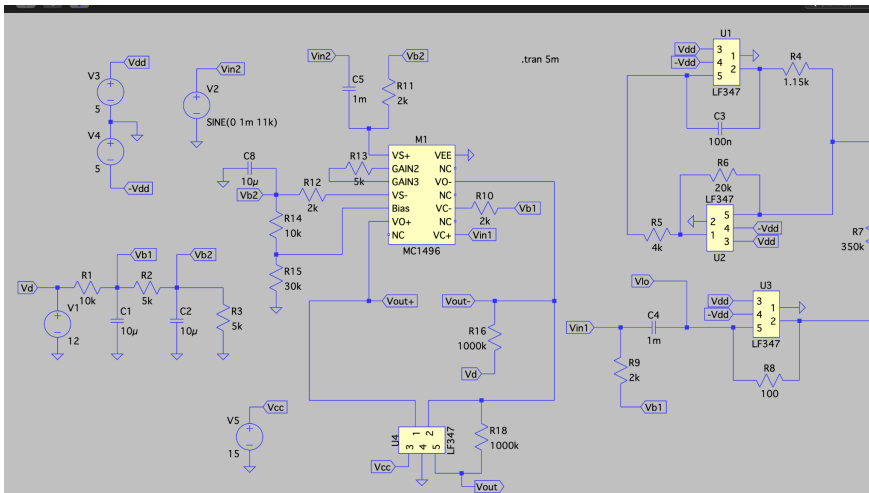 V3
Vdd
5
V4
5
-Vdd
Vin2
V2
SINE(0 1m 11k)
Vin2
C5
1m
Vb2
R11
2k
.tran 5m
M1
VS+
GAIN2
GAIN3
VS-
Bias
VO+
NC
VEE
NC
VO-
NC
VC-
NC
VC+
MC1496
R13
5k
C8
10µ
Vb2
R12
2k
R14
10k
R15
30k
R10
2k
Vb1
Vin1
Vd
R1
10k
Vb1
R2
5k
Vb2
R3
5k
V1
12
C1
10µ
C2
10µ
Vout+
Vout-
R16
1000k
Vd
V5
Vcc
15
U4
1 2
3 4 5
LF347
Vcc
R18
1000k
Vout
U1
Vdd
-Vdd
3
4
5
1
2
LF347
R4
1.15k
C3
100n
R6
20k
LF347
2
1
5
4
3
-Vdd
Vdd
U2
R5
4k
R7
350k
Vlo
U3
Vdd
-Vdd
3
4
5
1
2
LF347
Vin1
C4
1m
R9
2k
Vb1
R8
100